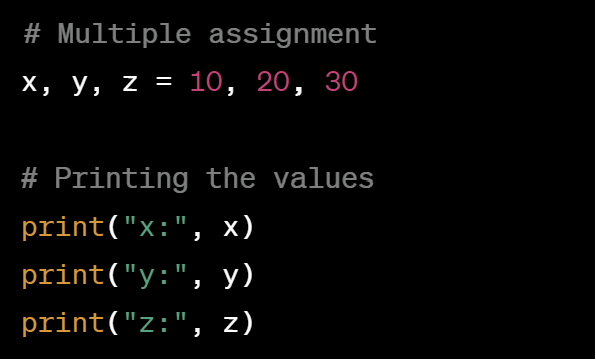 # Multiple assignment
x, y, z = 10, 20, 30
# Printing the values
print("x:", x)
print("y:", y)
print("z:", z)